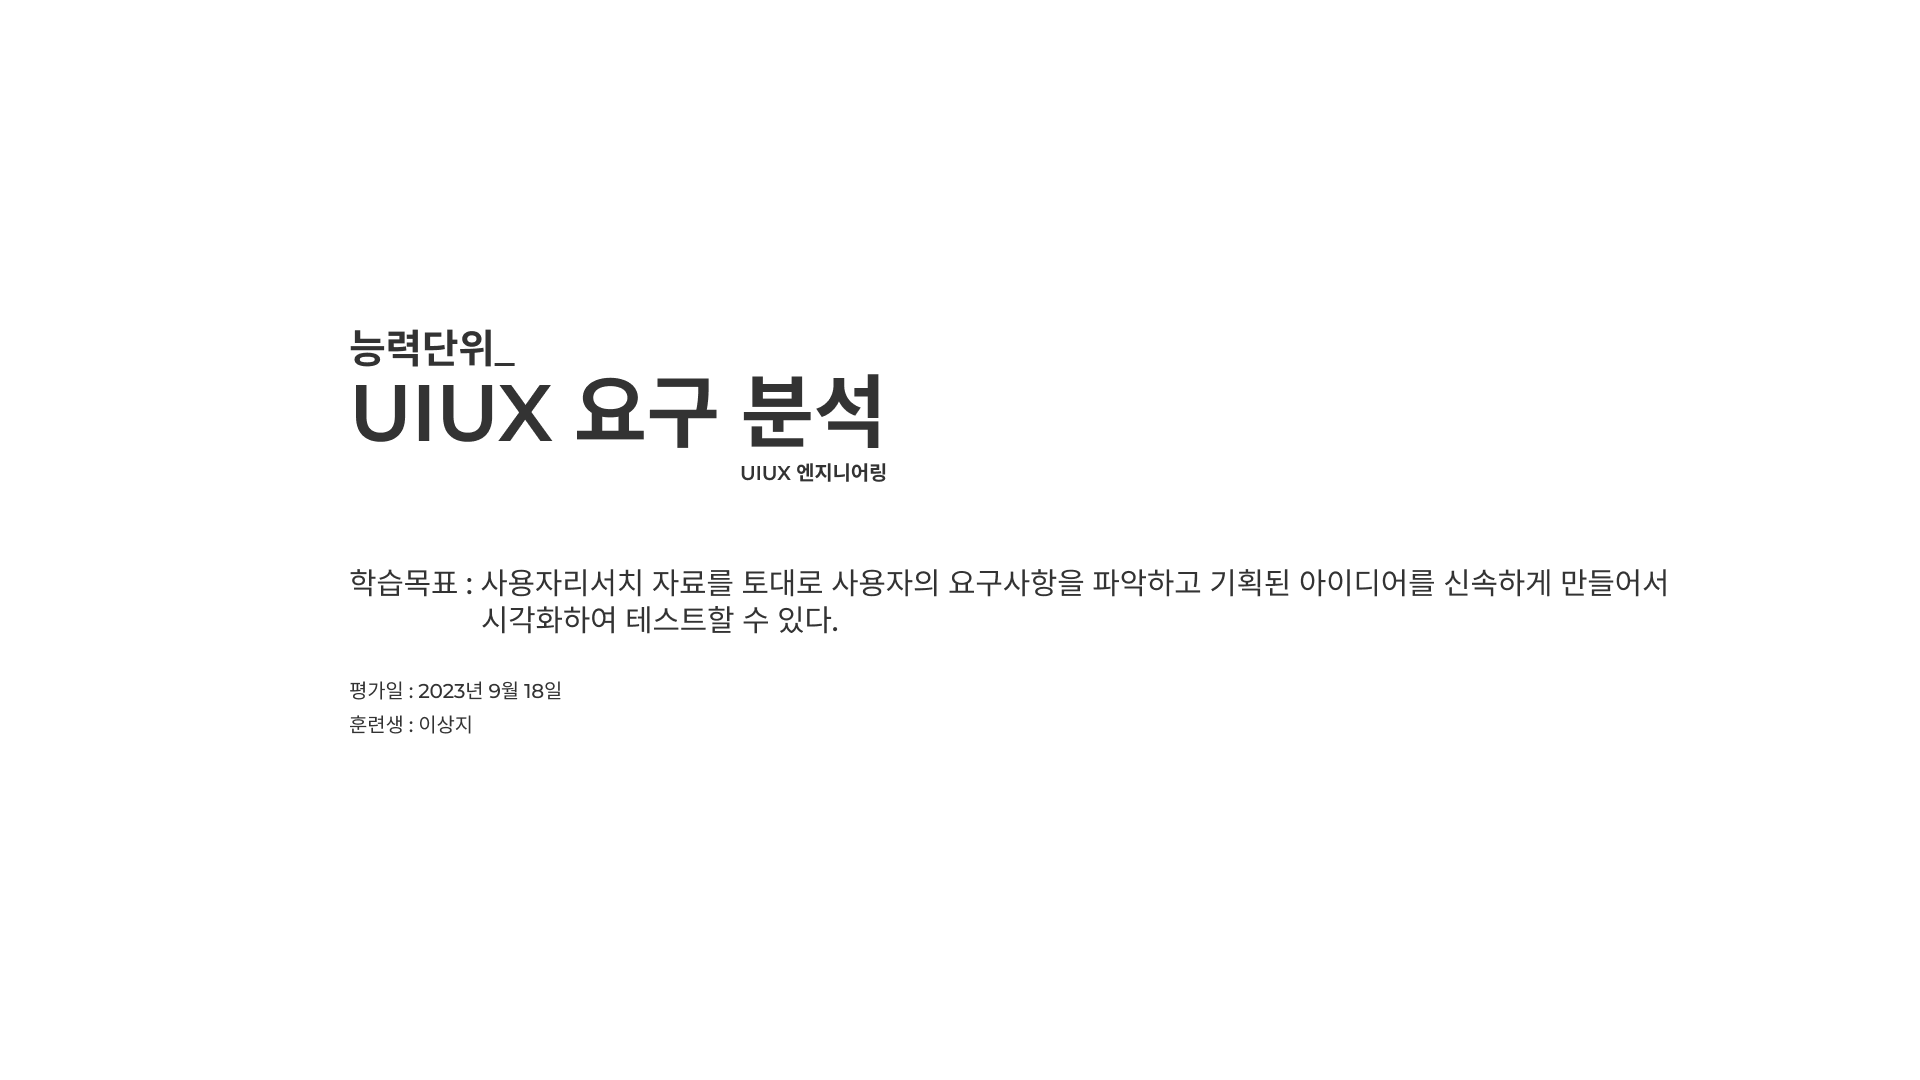 능력단위_
UIUX 요구 분석
UIUX 엔지니어링
학습목표 : 사용자리서치 자료를 토대로 사용자의 요구사항을 파악하고 기획된 아이디어를 신속하게 만들어서
시각화하여 테스트할 수 있다.
평가일 : 2023년 9월 18일
훈련생 : 이상지